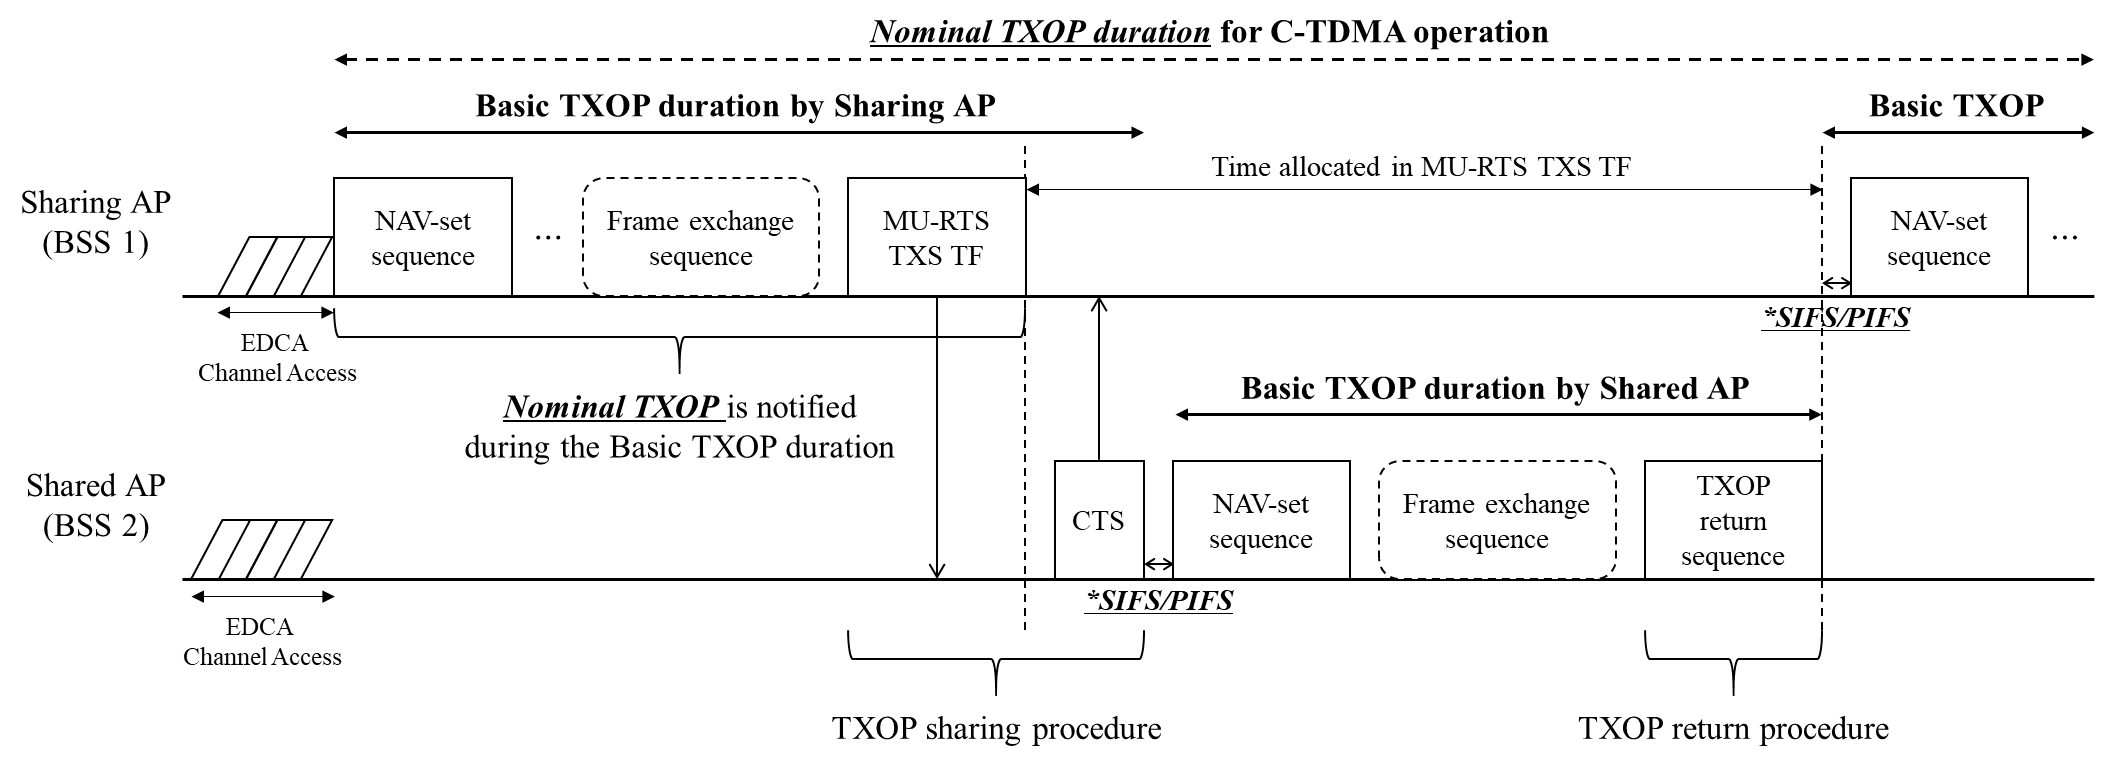 Nominal TXOP duration for C-TDMA operation
Basic TXOP duration by Sharing AP
Basic TXOP
Time allocated in MU-RTS TXS TF
Sharing AP
(BSS 1)
NAV-set
sequence
...
Frame exchange
sequence
MU-RTS
TXS TF
NAV-set
sequence
...
*SIFS/PIFS
EDCA
Channel Access
Nominal TXOP is notified
during the Basic TXOP duration
Basic TXOP duration by Shared AP
Shared AP
(BSS 2)
CTS
NAV-set
sequence
Frame exchange
sequence
TXOP
return
sequence
*SIFS/PIFS
EDCA
Channel Access
TXOP sharing procedure
TXOP return procedure